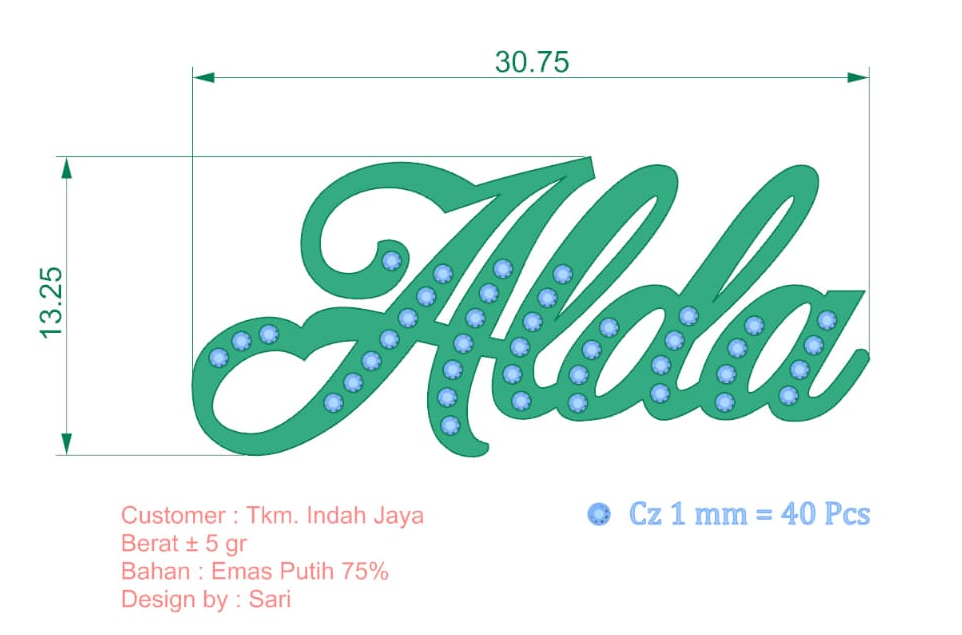 30.75
13.25
Alda
Customer : Tkm. Indah Jaya
Berat ± 5 gr
Bahan : Emas Putih 75%
Design by : Sari
Cz 1 mm = 40 Pcs